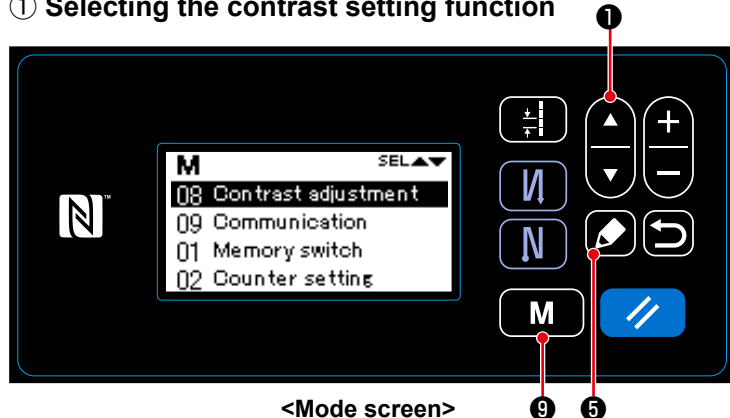 ① Selecting the contrast setting function
❶
M SEL▲▼
08 Contrast adjustment
09 Communication
01 Memory switch
02 Counter setting
N™
+
−
M
<Mode screen>
❾ ❺